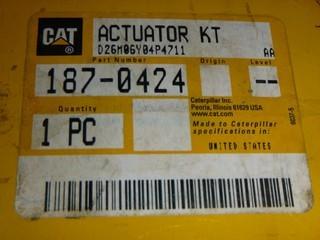 CAT
®
ACTUATOR KT
D26M06Y04P4711
AA
Part Number
Origin
Level
187-0424
--
Quantity
1 PC
Caterpillar Inc.
Peoria, Illinois 61629 USA
www.cat.com
Made to Caterpillar
specifications in:
UNITED STATES